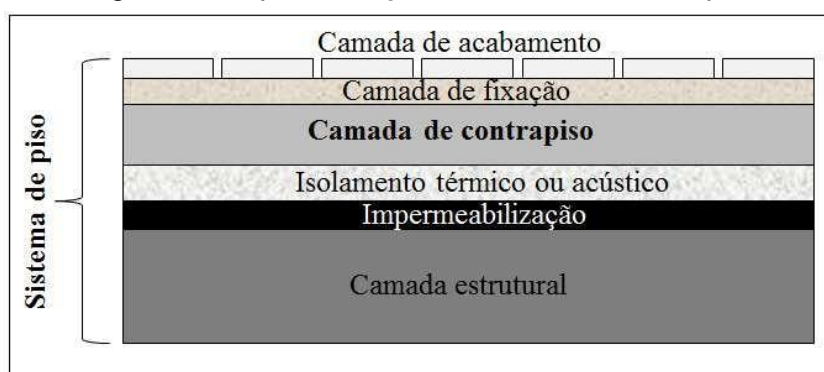 Camada de acabamento
Camada de fixação
Camada de contrapiso
Isolamento térmico ou acústico
Impermeabilização
Camada estrutural
Sistema de piso